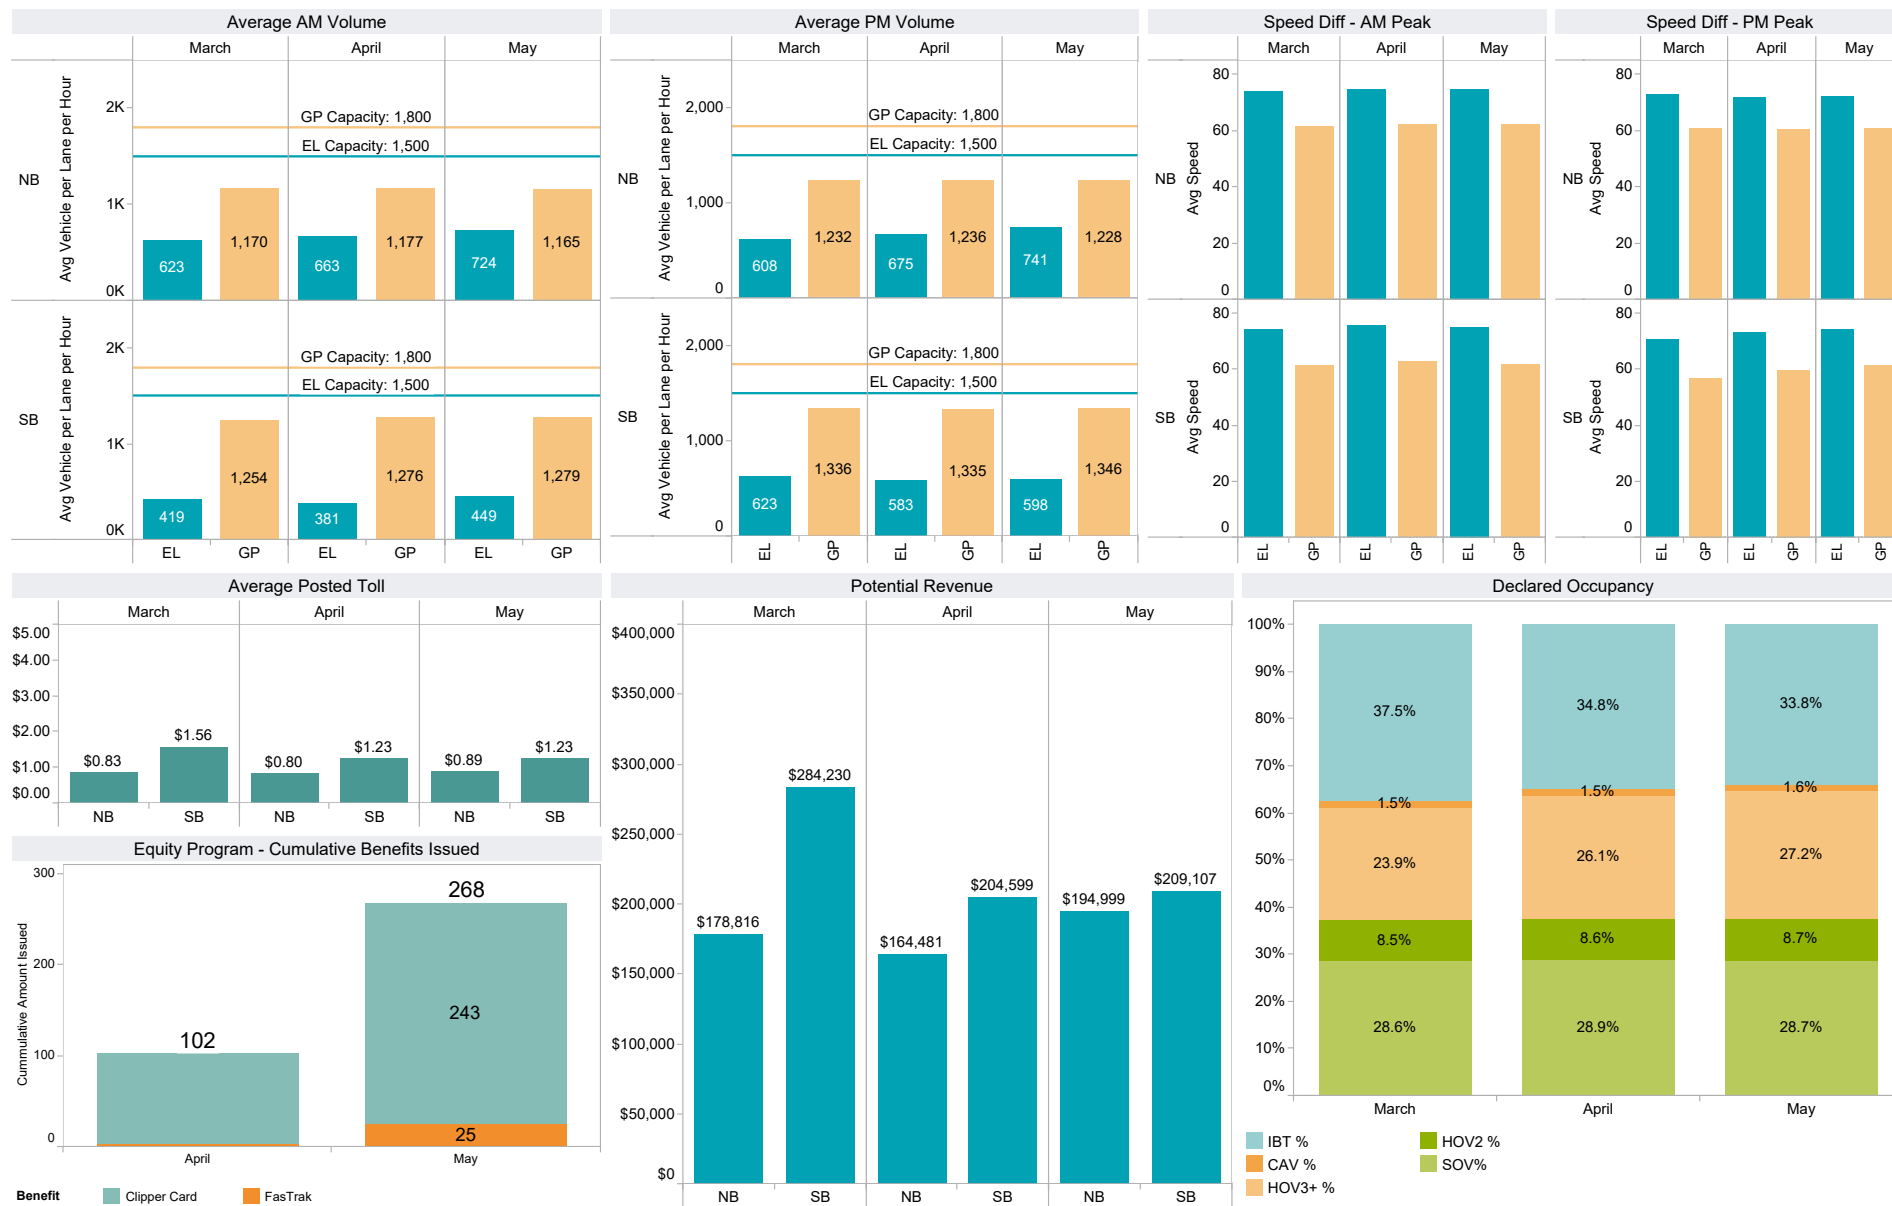 Average AM Volume
March April May
NB
Avg Vehicle per Lane per Hour
2K
1K
0K
GP Capacity: 1,800
EL Capacity: 1,500
623 1,170 663 1,177 724 1,165
SB
Avg Vehicle per Lane per Hour
2K
1K
0K
GP Capacity: 1,800
EL Capacity: 1,500
419 1,254 381 1,276 449 1,279
EL GP EL GP EL GP
Average PM Volume
March April May
NB
Avg Vehicle per Lane per Hour
2,000
1,000
0
GP Capacity: 1,800
EL Capacity: 1,500
608 1,232 675 1,236 741 1,228
SB
Avg Vehicle per Lane per Hour
2,000
1,000
0
GP Capacity: 1,800
EL Capacity: 1,500
623 1,336 583 1,335 598 1,346
EL GP EL GP EL GP
Speed Diff - AM Peak
March April May
NB
Avg Speed
80
60
40
20
0
SB
Avg Speed
80
60
40
20
0
EL GP EL GP EL GP
Speed Diff - PM Peak
March April May
NB
Avg Speed
80
60
40
20
0
SB
Avg Speed
80
60
40
20
0
EL GP EL GP EL GP
Average Posted Toll
March April May
$5.00
$4.00
$3.00
$2.00
$1.00
$0.00
$0.83 $1.56 $0.80 $1.23 $0.89 $1.23
NB SB NB SB NB SB
Equity Program - Cumulative Benefits Issued
Cummulative Amount Issued
300
200
100
0
102
268
243
25
April May
Benefit Clipper Card FasTrak
Potential Revenue
March April May
$400,000
$350,000
$300,000
$250,000
$200,000
$150,000
$100,000
$50,000
$0
$178,816 $284,230 $164,481 $204,599 $194,999 $209,107
NB SB NB SB NB SB
Declared Occupancy
100%
90%
80%
70%
60%
50%
40%
30%
20%
10%
0%
37.5% 34.8% 33.8%
1.5% 1.5% 1.6%
23.9% 26.1% 27.2%
8.5% 8.6% 8.7%
28.6% 28.9% 28.7%
March April May
IBT % HOV2 %
CAV % SOV%
HOV3+ %